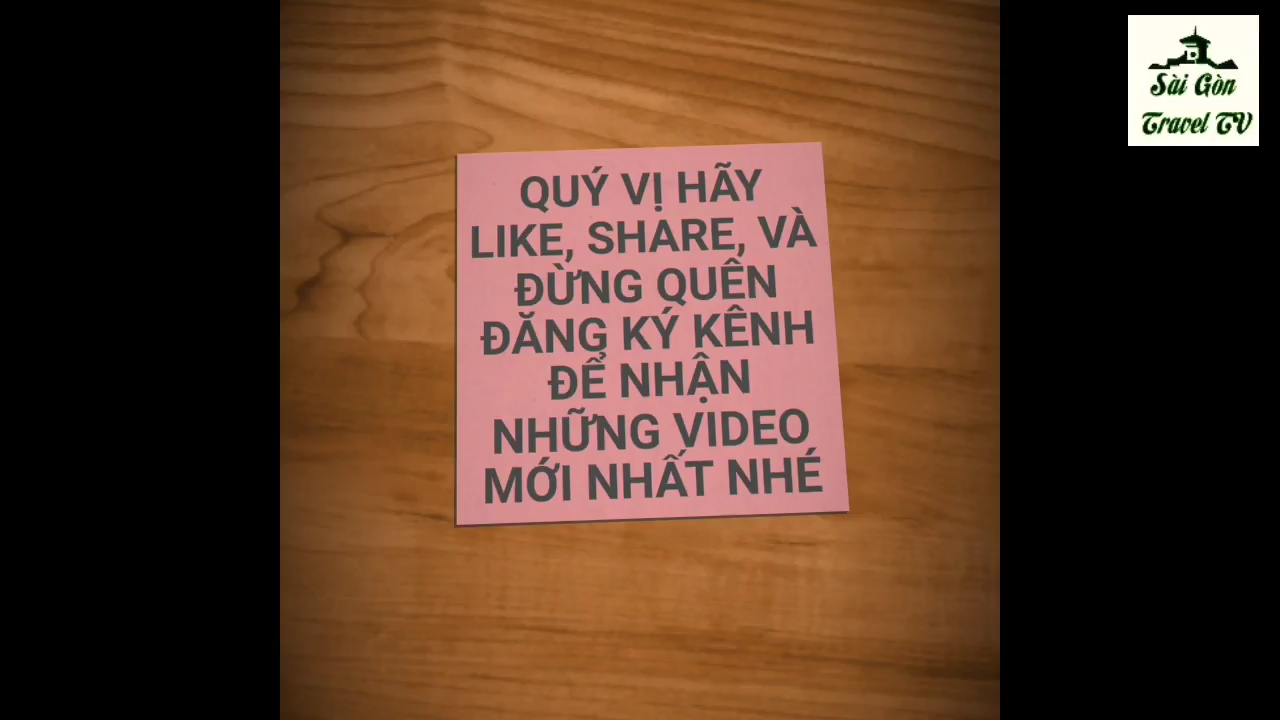 QUÝ VỊ HÃY
LIKE, SHARE, VÀ
ĐỪNG QUÊN
ĐĂNG KÝ KÊNH
ĐỂ NHẬN
NHỮNG VIDEO
MỚI NHẤT NHÉ
Sài Gòn
Travel TV